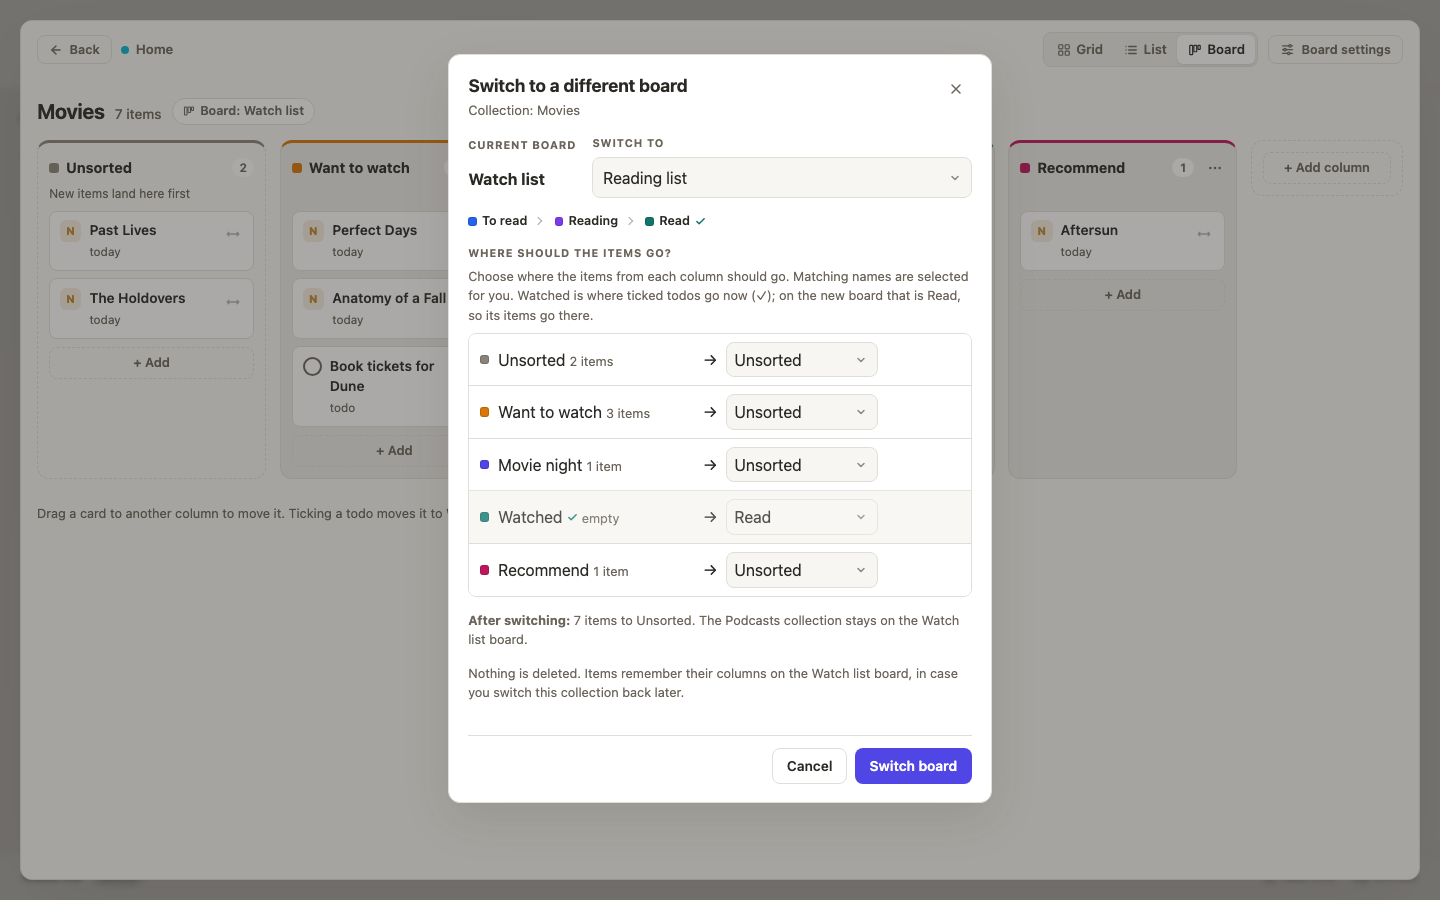 Back
Home
Grid
List
Board
Board settings
Movies 7 items
Board: Watch list
Unsorted 2
New items land here first
N Past Lives
today
N The Holdovers
today
+ Add
Want to watch
N Perfect Days
today
N Anatomy of a Fall
today
Book tickets for
Dune
todo
+ Add
Recommend 1
N Aftersun
today
+ Add
+ Add column
Drag a card to another column to move it. Ticking a todo moves it to
Switch to a different board
Collection: Movies
CURRENT BOARD
Watch list
SWITCH TO
Reading list
To read > Reading > Read ✓
WHERE SHOULD THE ITEMS GO?
Choose where the items from each column should go. Matching names are selected
for you. Watched is where ticked todos go now (✓); on the new board that is Read,
so its items go there.
Unsorted 2 items → Unsorted
Want to watch 3 items → Unsorted
Movie night 1 item → Unsorted
Watched ✓ empty → Read
Recommend 1 item → Unsorted
After switching: 7 items to Unsorted. The Podcasts collection stays on the Watch
list board.
Nothing is deleted. Items remember their columns on the Watch list board, in case
you switch this collection back later.
Cancel
Switch board